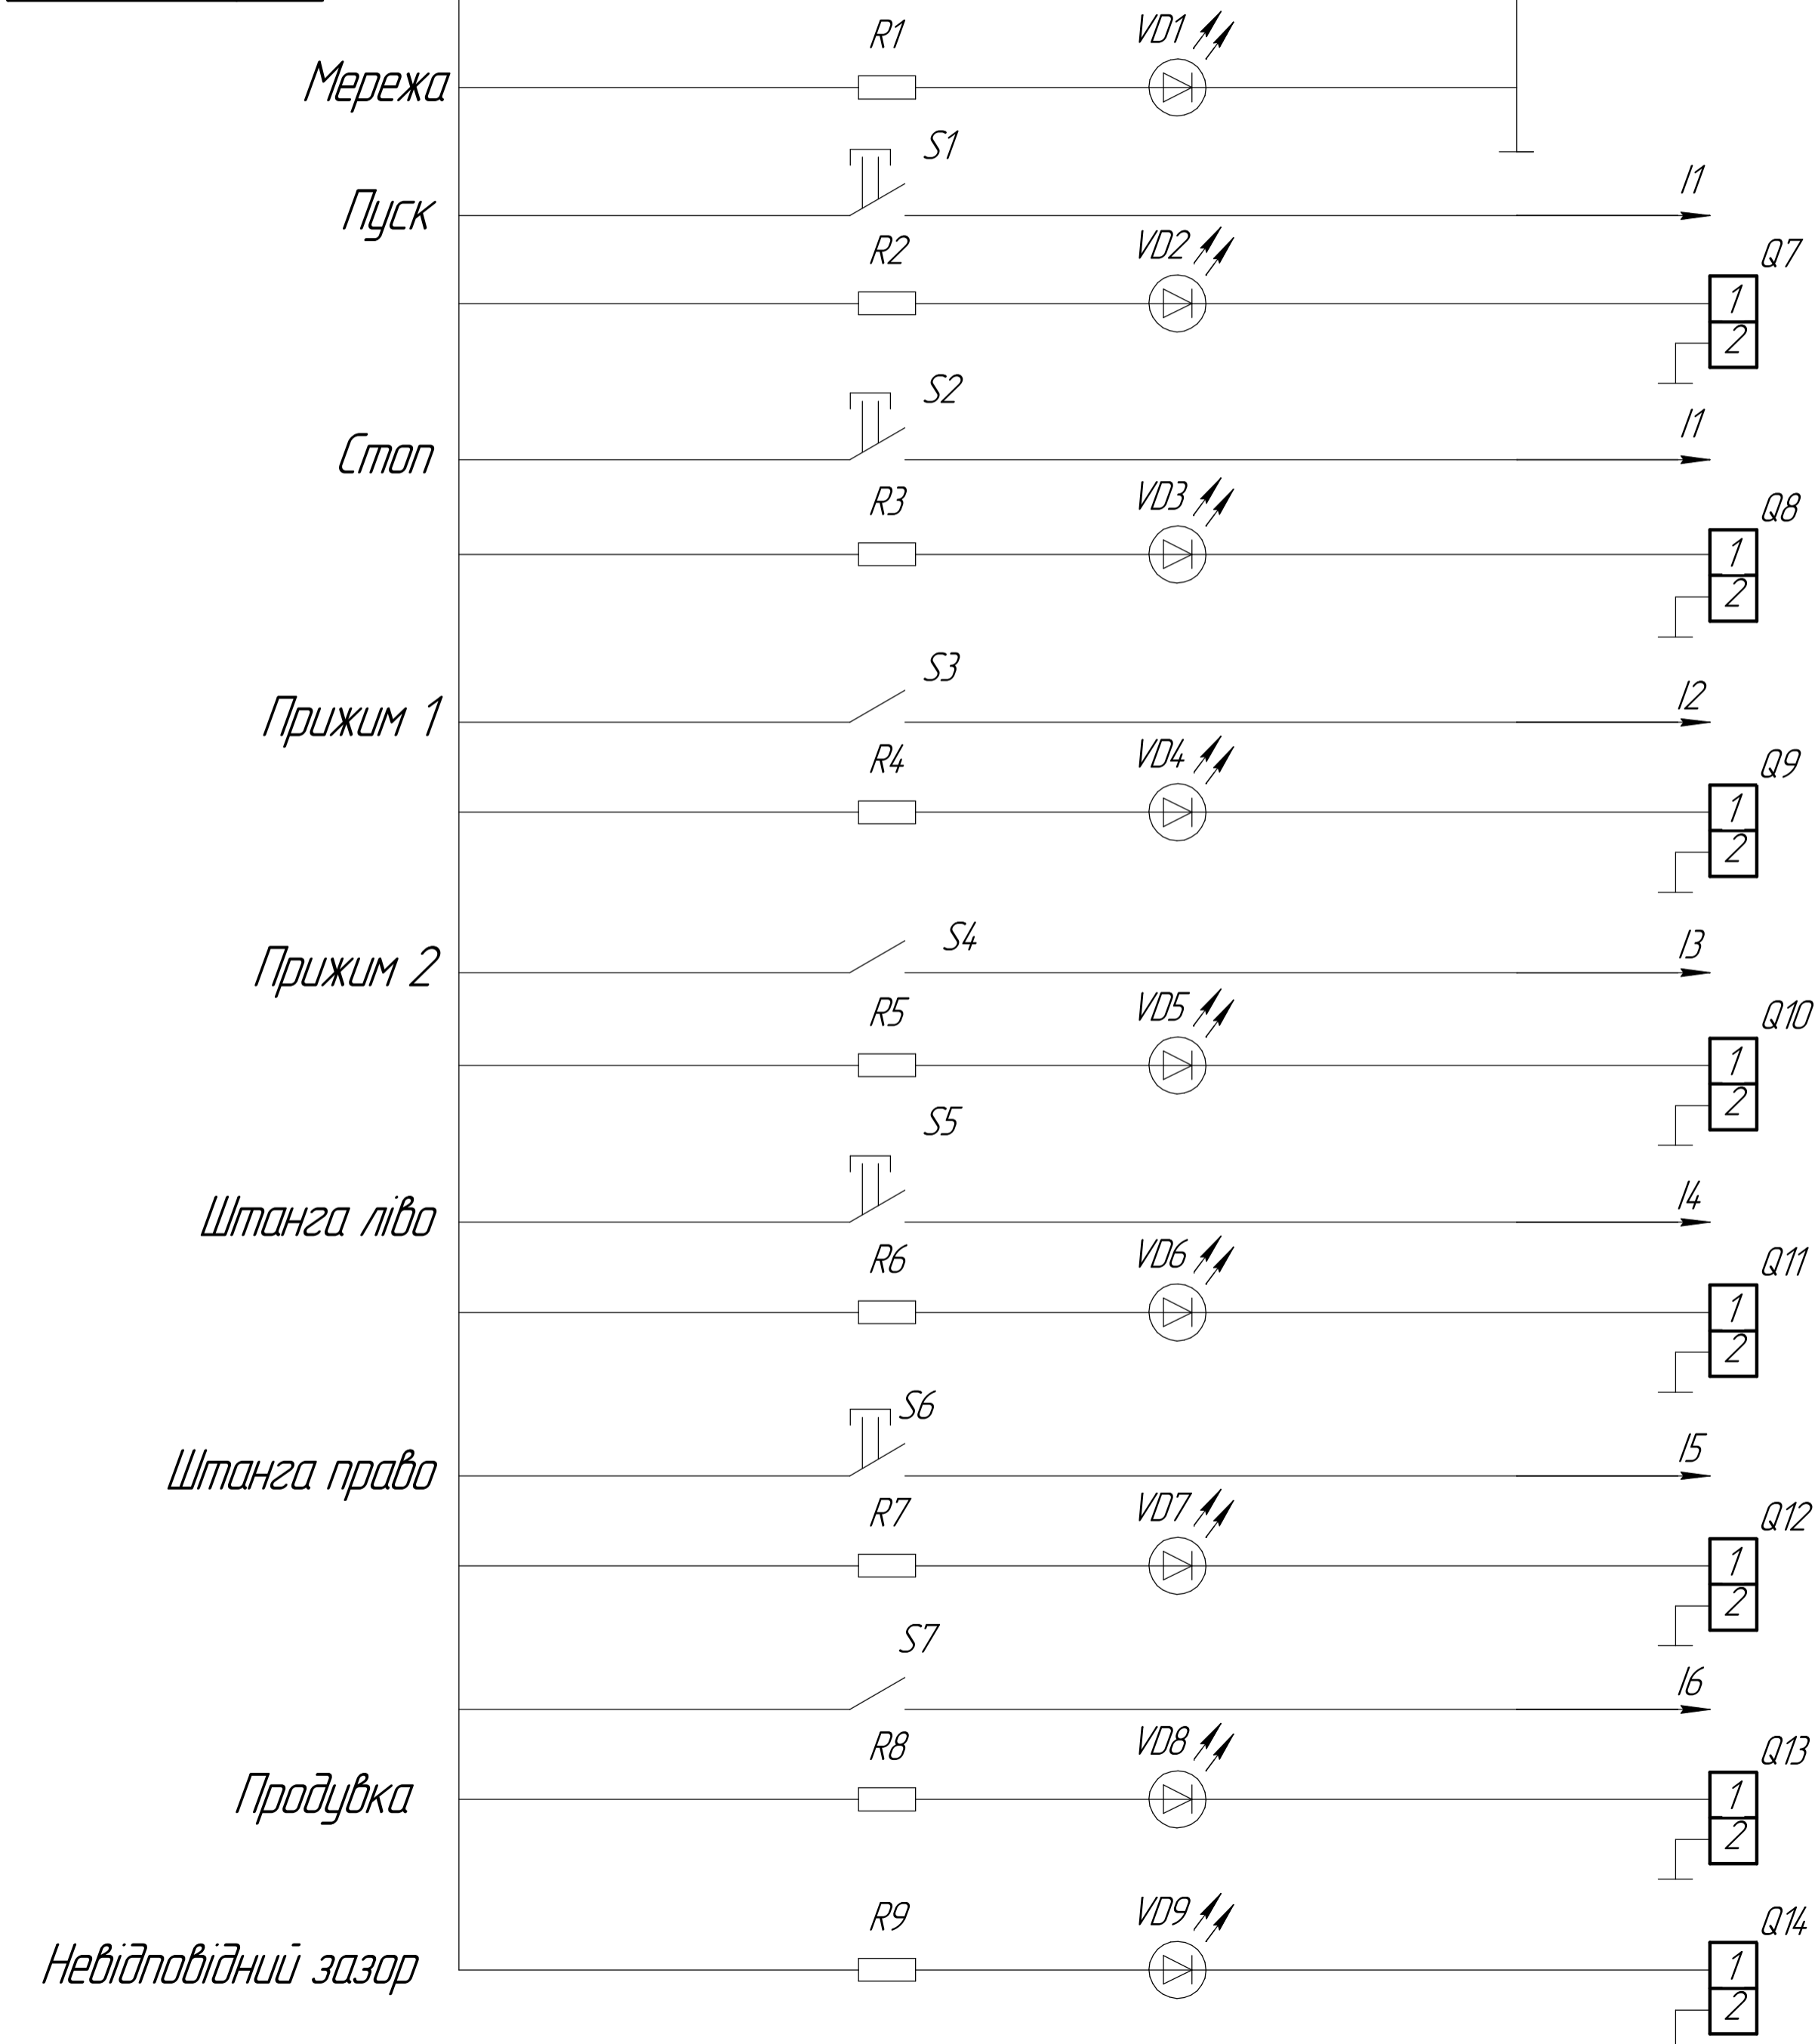 R1 VD1
Мережа
S1
Пуск I1
R2 VD2 Q7
1
2
S2
Стоп I1
R3 VD3 Q8
1
2
S3
Прижим 1 I2
R4 VD4 Q9
1
2
S4
Прижим 2 I3
R5 VD5 Q10
1
2
S5
Штанга ліво I4
R6 VD6 Q11
1
2
S6
Штанга право I5
R7 VD7 Q12
1
2
S7
I6
R8 VD8 Q13
Продувка 1
2
R9 VD9 Q14
Невідповідний зазор 1
2